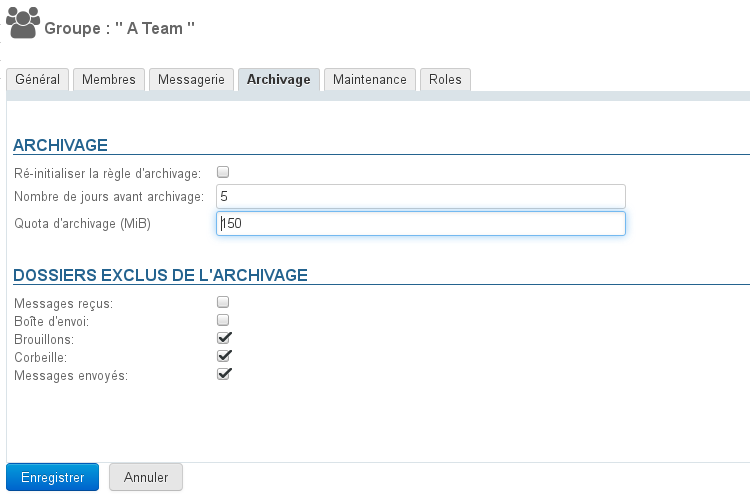 Groupe : " A Team "
Général Membres Messagerie Archivage Maintenance Roles
ARCHIVAGE
Ré-initialiser la règle d'archivage:
Nombre de jours avant archivage: 5
Quota d'archivage (MiB) 150
DOSSIERS EXCLUS DE L'ARCHIVAGE
Messages reçus:
Boîte d'envoi:
Brouillons:
Corbeille:
Messages envoyés:
Enregistrer Annuler